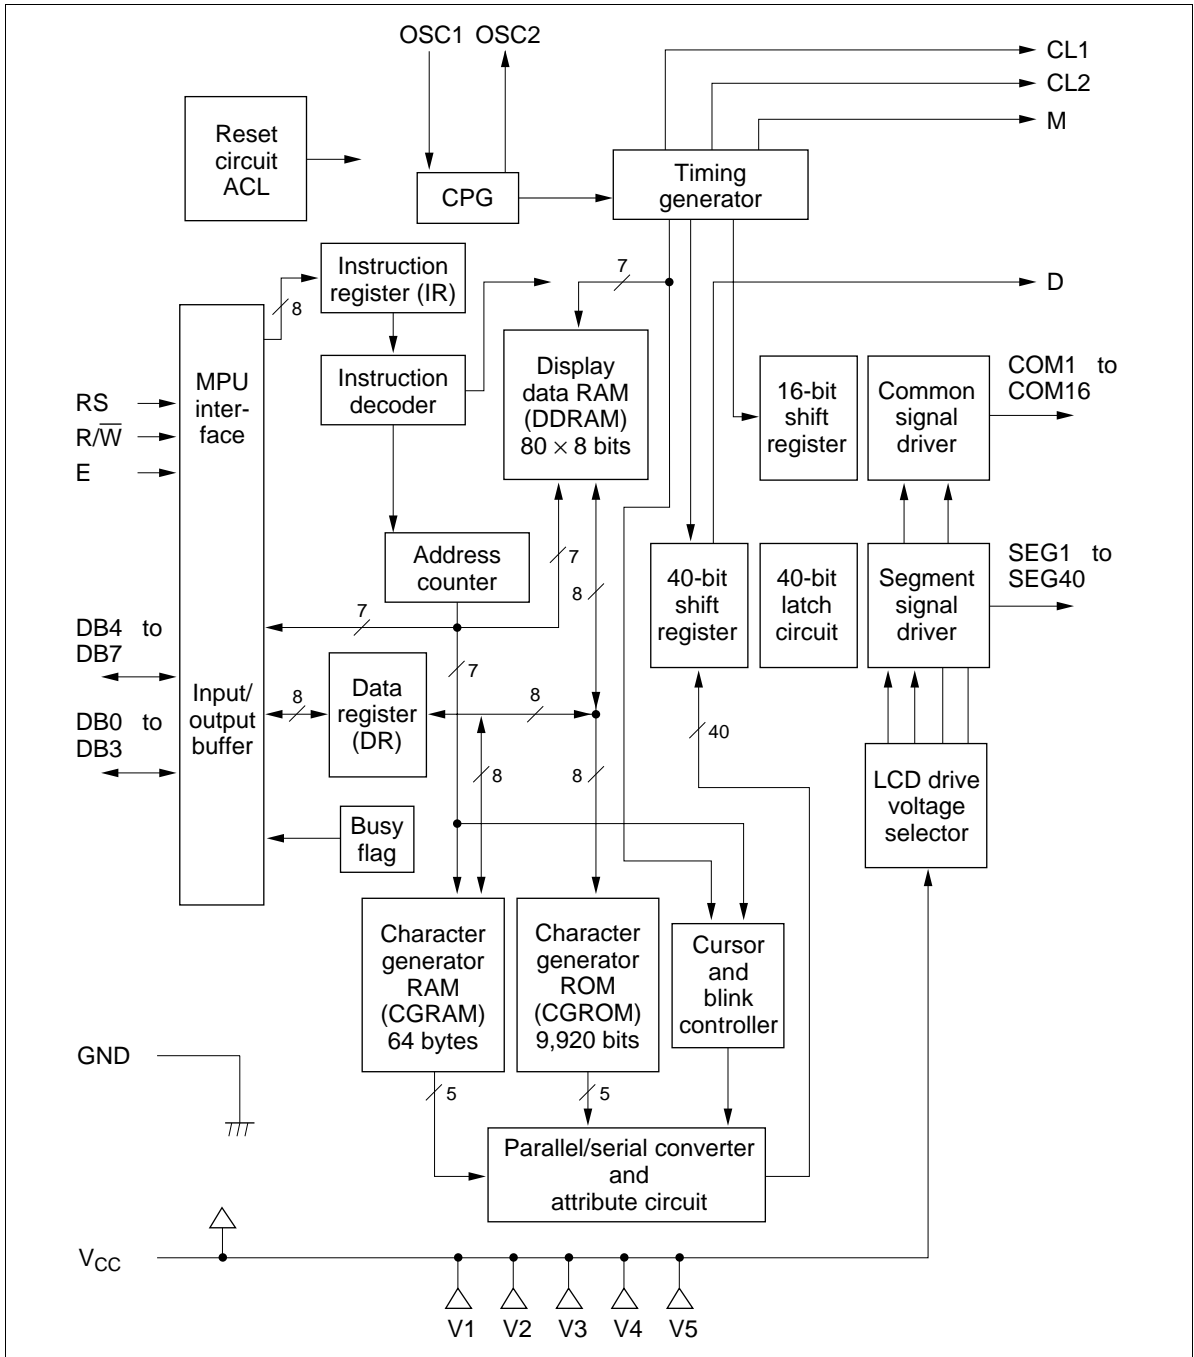 OSC1 OSC2
CL1
CL2
M
Reset
circuit
ACL
CPG
Timing
generator
Instruction
register (IR)
8
7
D
MPU
inter-
face
Instruction
decoder
Display
data RAM
(DDRAM)
80 × 8 bits
16-bit
shift
register
Common
signal
driver
COM1 to
COM16
RS
R/W̅
E
Address
counter
7
8
40-bit
shift
register
40-bit
latch
circuit
Segment
signal
driver
SEG1 to
SEG40
DB4 to
DB7
7
7
Input/
output
buffer
8
Data
register
(DR)
8
DB0 to
DB3
8
8
40
LCD drive
voltage
selector
Busy
flag
Character
generator
RAM
(CGRAM)
64 bytes
Character
generator
ROM
(CGROM)
9,920 bits
Cursor
and
blink
controller
GND
5
5
Parallel/serial converter
and
attribute circuit
VCC
V1 V2 V3 V4 V5